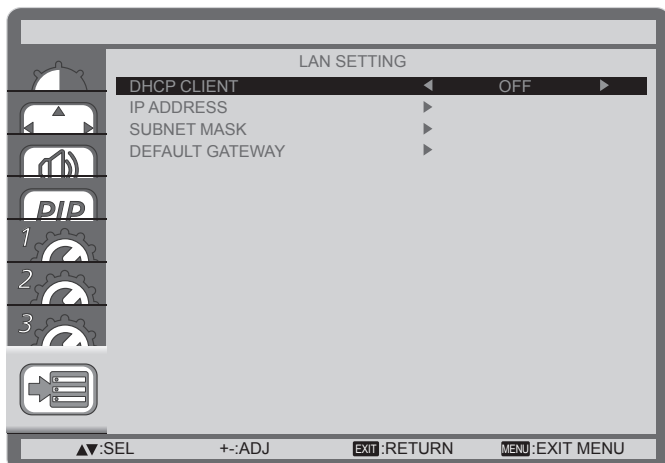 LAN SETTING
DHCP CLIENT ◀ OFF ▶
IP ADDRESS ▶
SUBNET MASK ▶
DEFAULT GATEWAY ▶
PIP
1
2
3
▲▼:SEL +-:ADJ EXIT:RETURN MENU:EXIT MENU